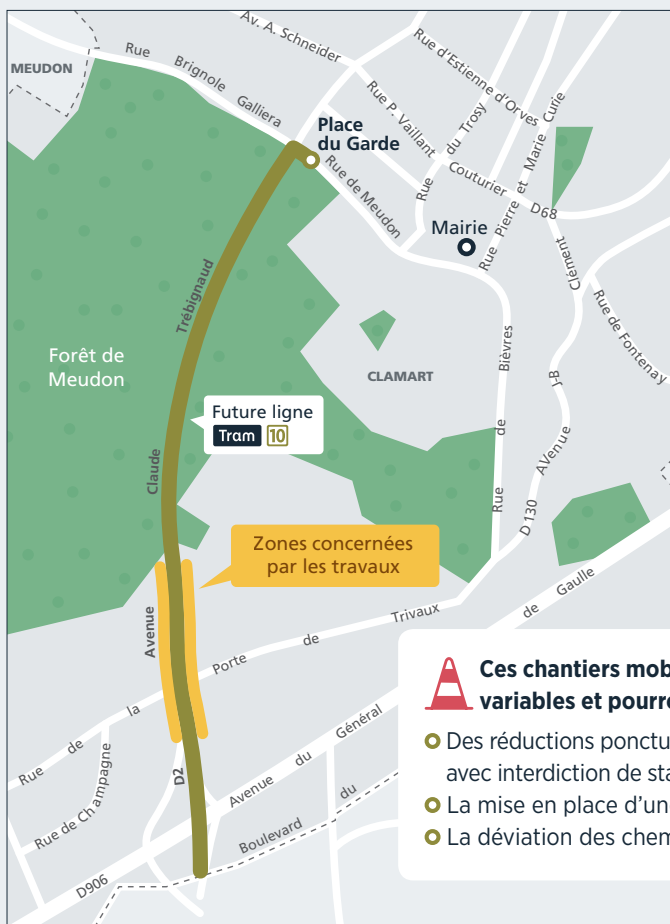 Av. A. Schneider
Rue d'Estienne d'Orves
Rue Brignole Galliera
MEUDON
Rue P. Vaillant Couturier
Rue du Trosy
Rue Pierre et Marie Curie
Place
du Garde
Rue de Meudon
D68
Mairie
Clément
J-B
AVenue
D 130
Rue de Fontenay
Forêt de
Meudon
CLAMART
Rue de Bièvres
Future ligne
Tram 10
Avenue Claude Trébignaud
Zones concernées
par les travaux
Rue de la Porte de Trivaux
Avenue du Général de Gaulle
Rue de Champagne
D2
D906
Boulevard du
Ces chantiers mob
variables et pourro
Des réductions ponctu
avec interdiction de sta
La mise en place d'un
La déviation des chem